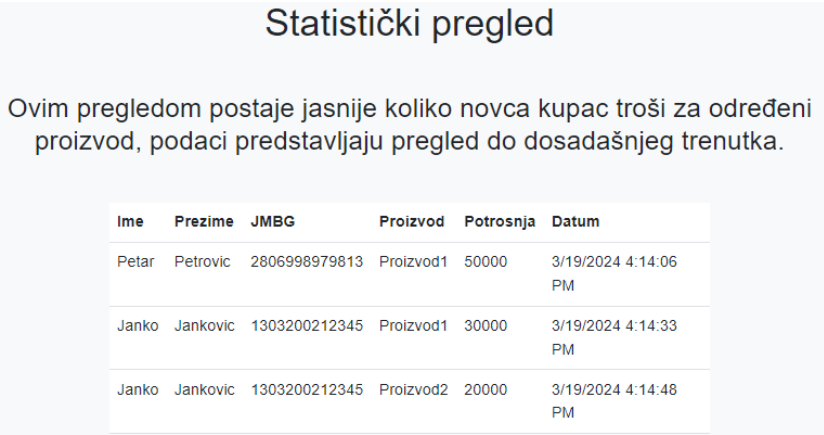 Statistički pregled
Ovim pregledom postaje jasnije koliko novca kupac troši za određeni
proizvod, podaci predstavljaju pregled do dosadašnjeg trenutka.
Ime Prezime JMBG Proizvod Potrosnja Datum
Petar Petrovic 2806998979813 Proizvod1 50000 3/19/2024 4:14:06
PM
Janko Jankovic 1303200212345 Proizvod1 30000 3/19/2024 4:14:33
PM
Janko Jankovic 1303200212345 Proizvod2 20000 3/19/2024 4:14:48
PM